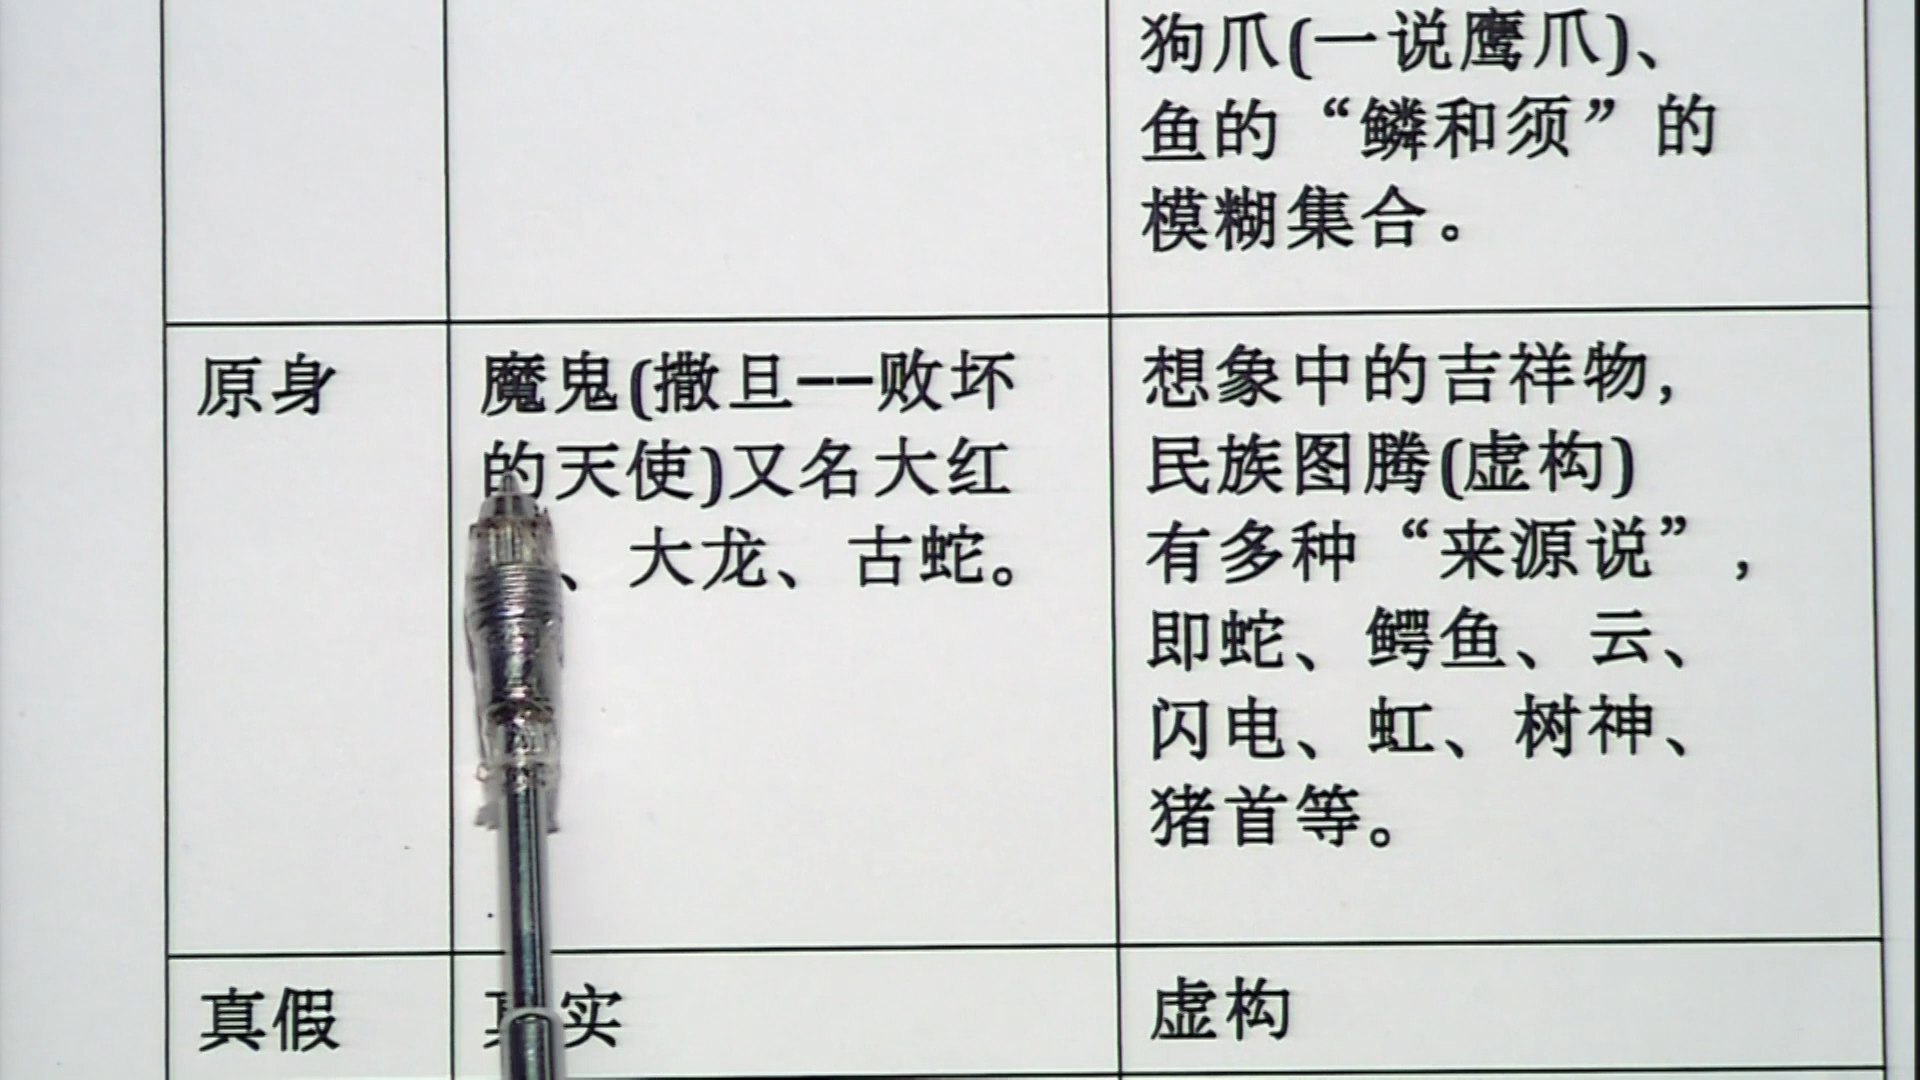 狗爪(一说鹰爪)、
鱼的“鳞和须”的
模糊集合。
原身
魔鬼(撒旦——败坏
的天使)又名大红
、大龙、古蛇。
想象中的吉祥物,
民族图腾(虚构)
有多种“来源说”,
即蛇、鳄鱼、云、
闪电、虹、树神、
猪首等。
真假
真实
虚构